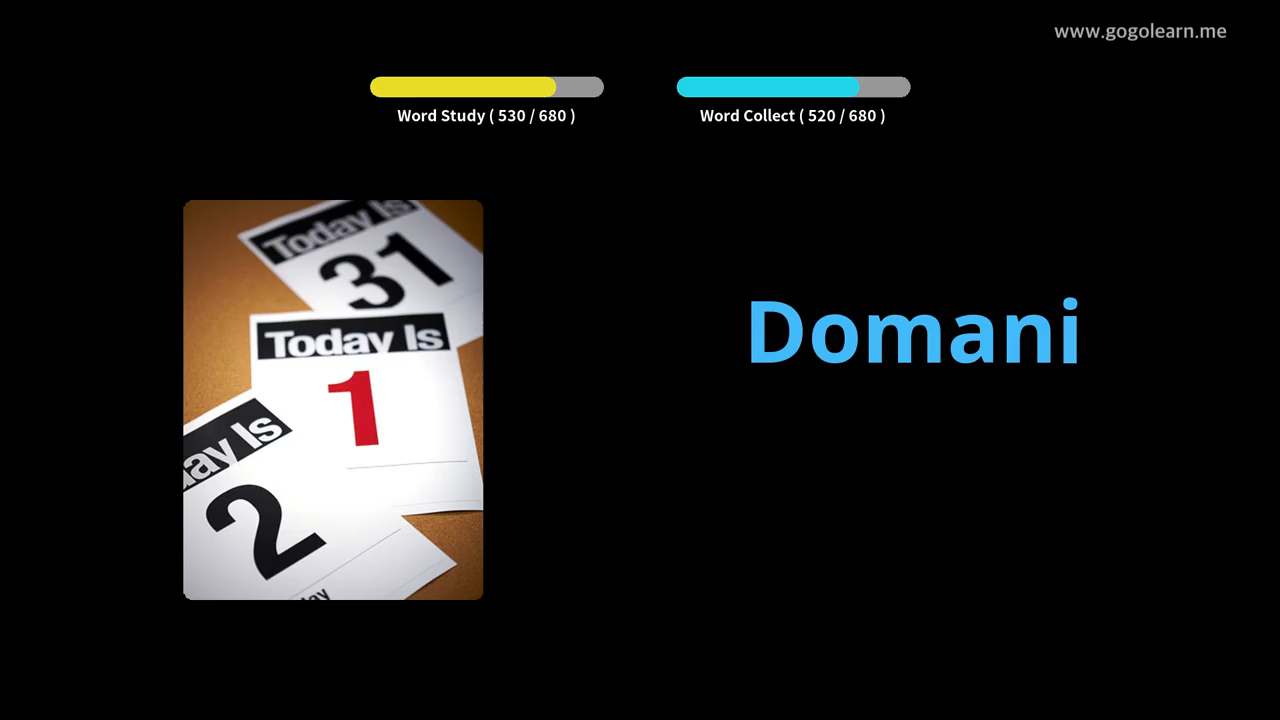 www.gogolearn.me
Word Study ( 530 / 680 )
Word Collect ( 520 / 680 )
Today Is
31
Today Is
1
ay Is
2
Domani